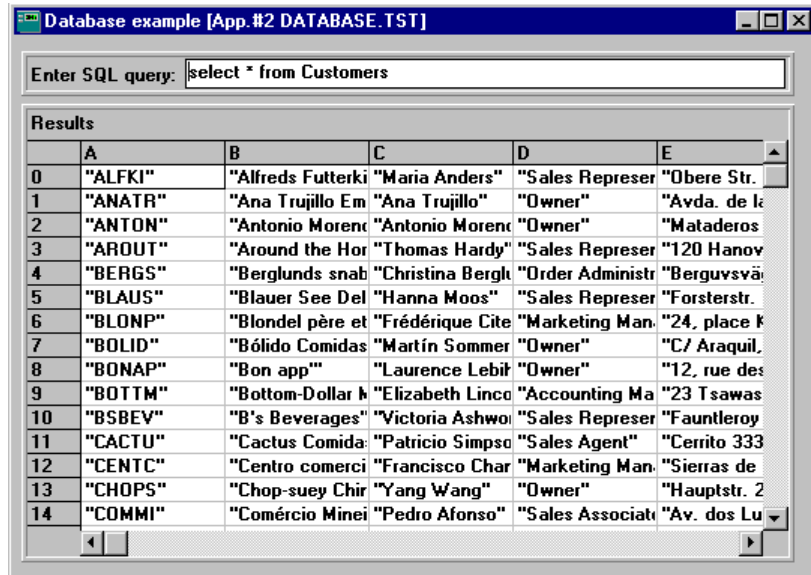 Database example [App.#2 DATABASE.TST]
Enter SQL query: select * from Customers
Results
A B C D E
0 "ALFKI" "Alfreds Futterki "Maria Anders" "Sales Represer "Obere Str.
1 "ANATR" "Ana Trujillo Em "Ana Trujillo" "Owner" "Avda. de la
2 "ANTON" "Antonio Moreno "Antonio Moreno "Owner" "Mataderos
3 "AROUT" "Around the Hor "Thomas Hardy" "Sales Represer "120 Hanov
4 "BERGS" "Berglunds snab "Christina Berglu "Order Administr "Berguvsväg
5 "BLAUS" "Blauer See Del "Hanna Moos" "Sales Represer "Forsterstr.
6 "BLONP" "Blondel père et "Frédérique Cite "Marketing Man "24, place K
7 "BOLID" "Bólido Comidas "Martín Sommer "Owner" "C/ Araquil,
8 "BONAP" "Bon app'" "Laurence Lebih "Owner" "12, rue des
9 "BOTTM" "Bottom-Dollar M "Elizabeth Linco "Accounting Ma "23 Tsawas
10 "BSBEV" "B's Beverages" "Victoria Ashwo "Sales Represer "Fauntleroy
11 "CACTU" "Cactus Comida "Patricio Simpso "Sales Agent" "Cerrito 333
12 "CENTC" "Centro comerci "Francisco Char "Marketing Man "Sierras de
13 "CHOPS" "Chop-suey Chir "Yang Wang" "Owner" "Hauptstr. 2
14 "COMMI" "Comércio Minei "Pedro Afonso" "Sales Associate "Av. dos Lu